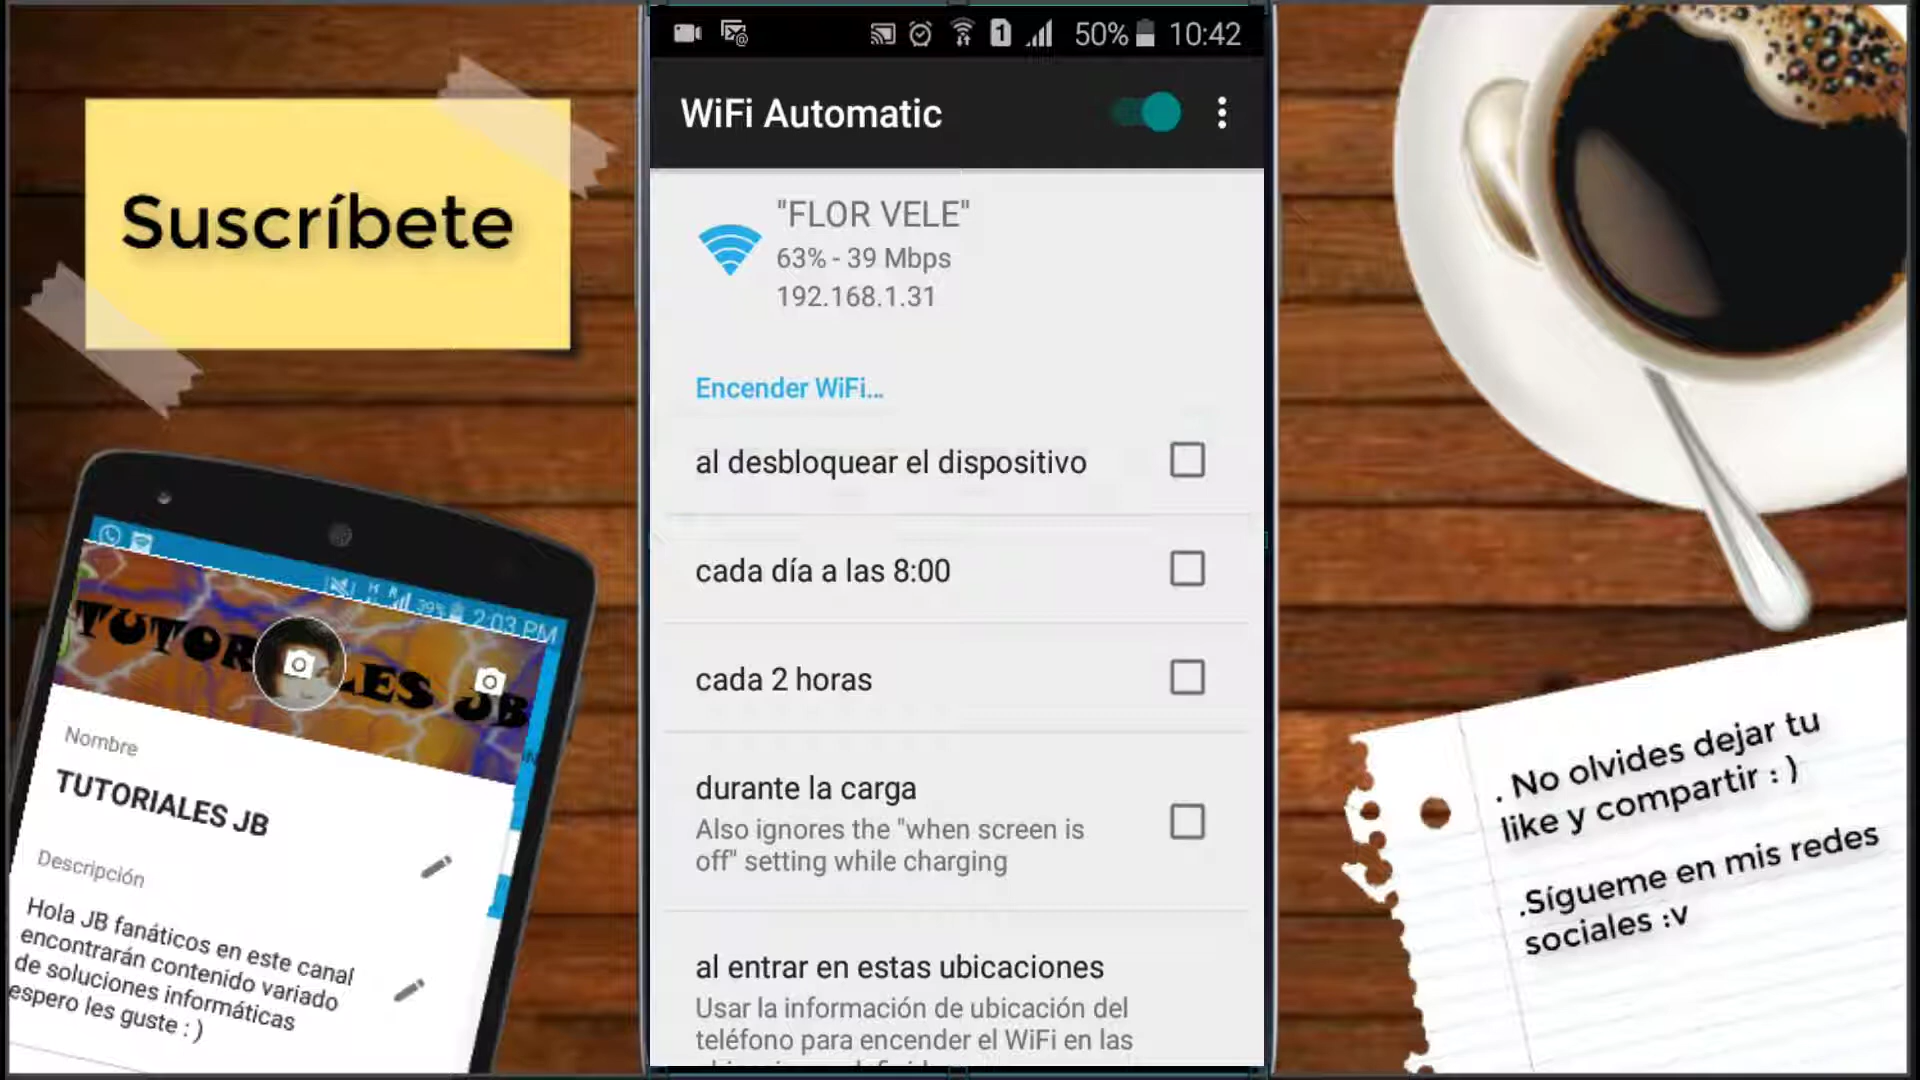 Suscríbete
2:03 PM
39%
TUTORIALES JB
Nombre
TUTORIALES JB
Descripción
Hola JB fanáticos en este canal
encontrarán contenido variado
de soluciones informáticas
espero les guste : )
1
50%
10:42
WiFi Automatic
"FLOR VELE"
63% - 39 Mbps
192.168.1.31
Encender WiFi...
al desbloquear el dispositivo
cada día a las 8:00
cada 2 horas
durante la carga
Also ignores the "when screen is
off" setting while charging
al entrar en estas ubicaciones
Usar la información de ubicación del
teléfono para encender el WiFi en las
. No olvides dejar tu
like y compartir : )
.Sígueme en mis redes
sociales :v